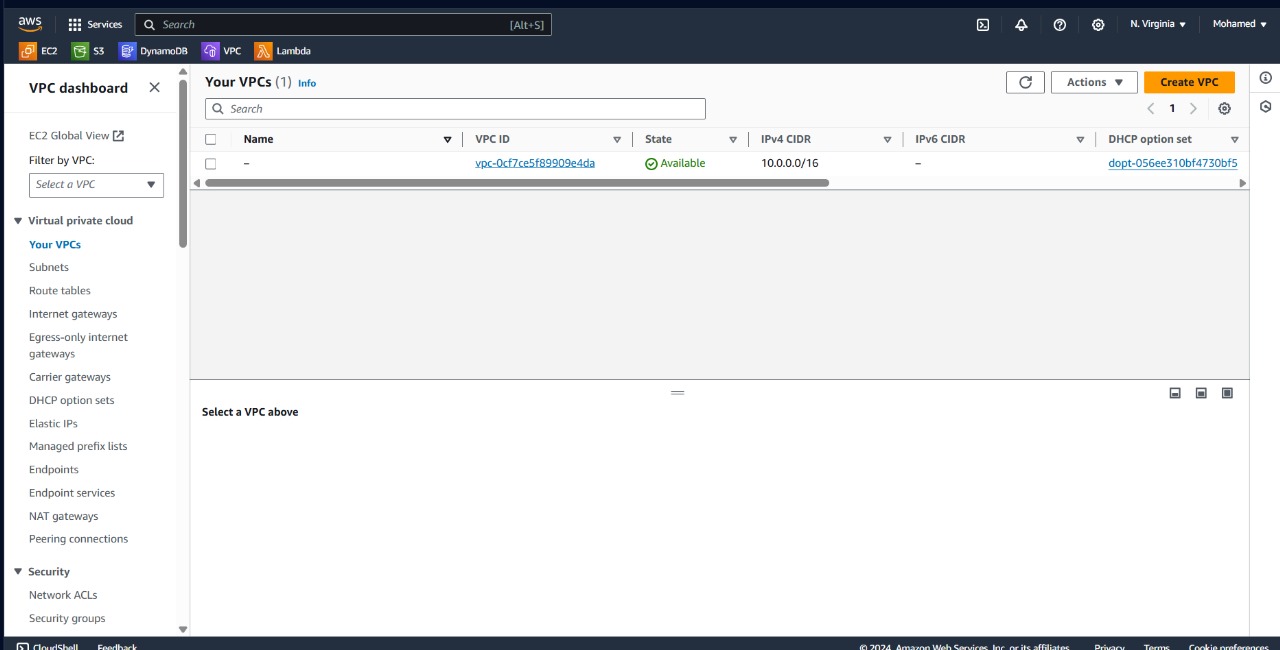 aws
Services
Search
[Alt+S]
N. Virginia
Mohamed
EC2
S3
DynamoDB
VPC
Lambda
VPC dashboard
EC2 Global View
Filter by VPC:
Select a VPC
Virtual private cloud
Your VPCs
Subnets
Route tables
Internet gateways
Egress-only internet
gateways
Carrier gateways
DHCP option sets
Elastic IPs
Managed prefix lists
Endpoints
Endpoint services
NAT gateways
Peering connections
Security
Network ACLs
Security groups
Your VPCs (1) Info
Actions
Create VPC
Search
1
Name VPC ID State IPv4 CIDR IPv6 CIDR DHCP option set
– vpc-0cf7ce5f89909e4da Available 10.0.0.0/16 – dopt-056ee310bf4730bf5
Select a VPC above
CloudShell Feedback © 2024, Amazon Web Services, Inc. or its affiliates. Privacy Terms Cookie preferences